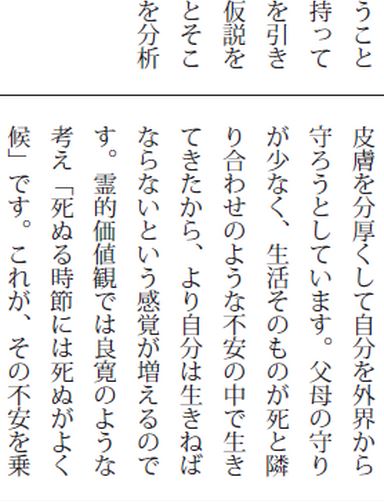 うこと
持って
を引き
仮説を
とそこ
を分析
皮膚を分厚くして自分を外界から
守ろうとしています。父母の守り
が少なく、生活そのものが死と隣
り合わせのような不安の中で生き
てきたから、より自分は生きねば
ならないという感覚が増えるので
す。霊的価値観では良寛のような
考え「死ぬる時節には死ぬがよく
候」です。これが、その不安を乗